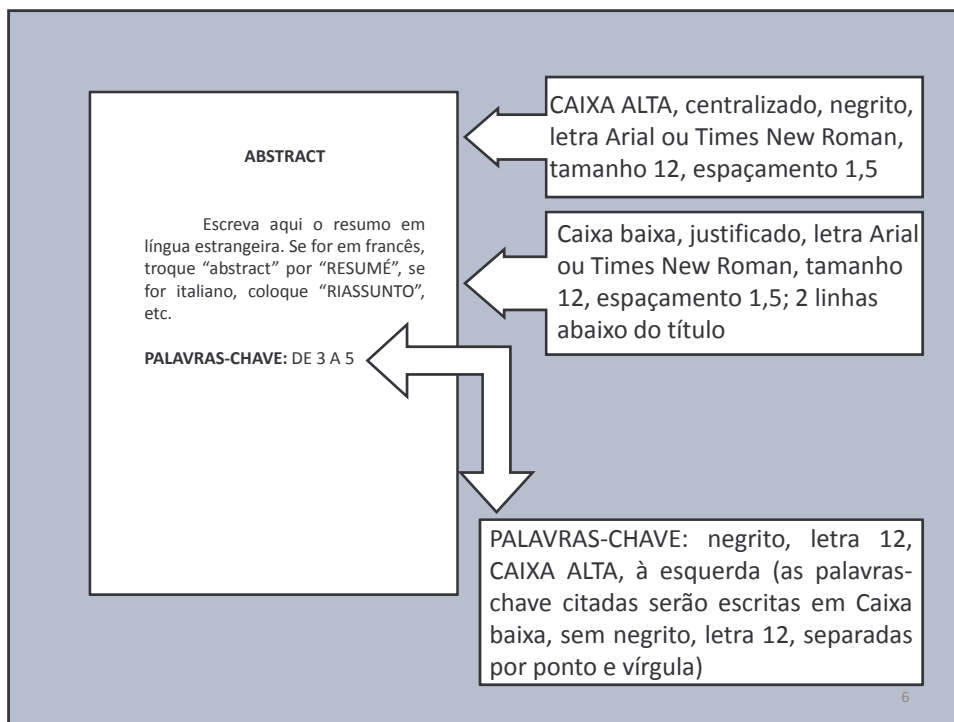 ABSTRACT
Escreva aqui o resumo em
língua estrangeira. Se for em francês,
troque “abstract” por “RESUMÉ”, se
for italiano, coloque “RIASSUNTO”,
etc.
PALAVRAS-CHAVE: DE 3 A 5
CAIXA ALTA, centralizado, negrito,
letra Arial ou Times New Roman,
tamanho 12, espaçamento 1,5
Caixa baixa, justificado, letra Arial
ou Times New Roman, tamanho
12, espaçamento 1,5; 2 linhas
abaixo do título
PALAVRAS-CHAVE: negrito, letra 12,
CAIXA ALTA, à esquerda (as palavras-
chave citadas serão escritas em Caixa
baixa, sem negrito, letra 12, separadas
por ponto e vírgula)
6